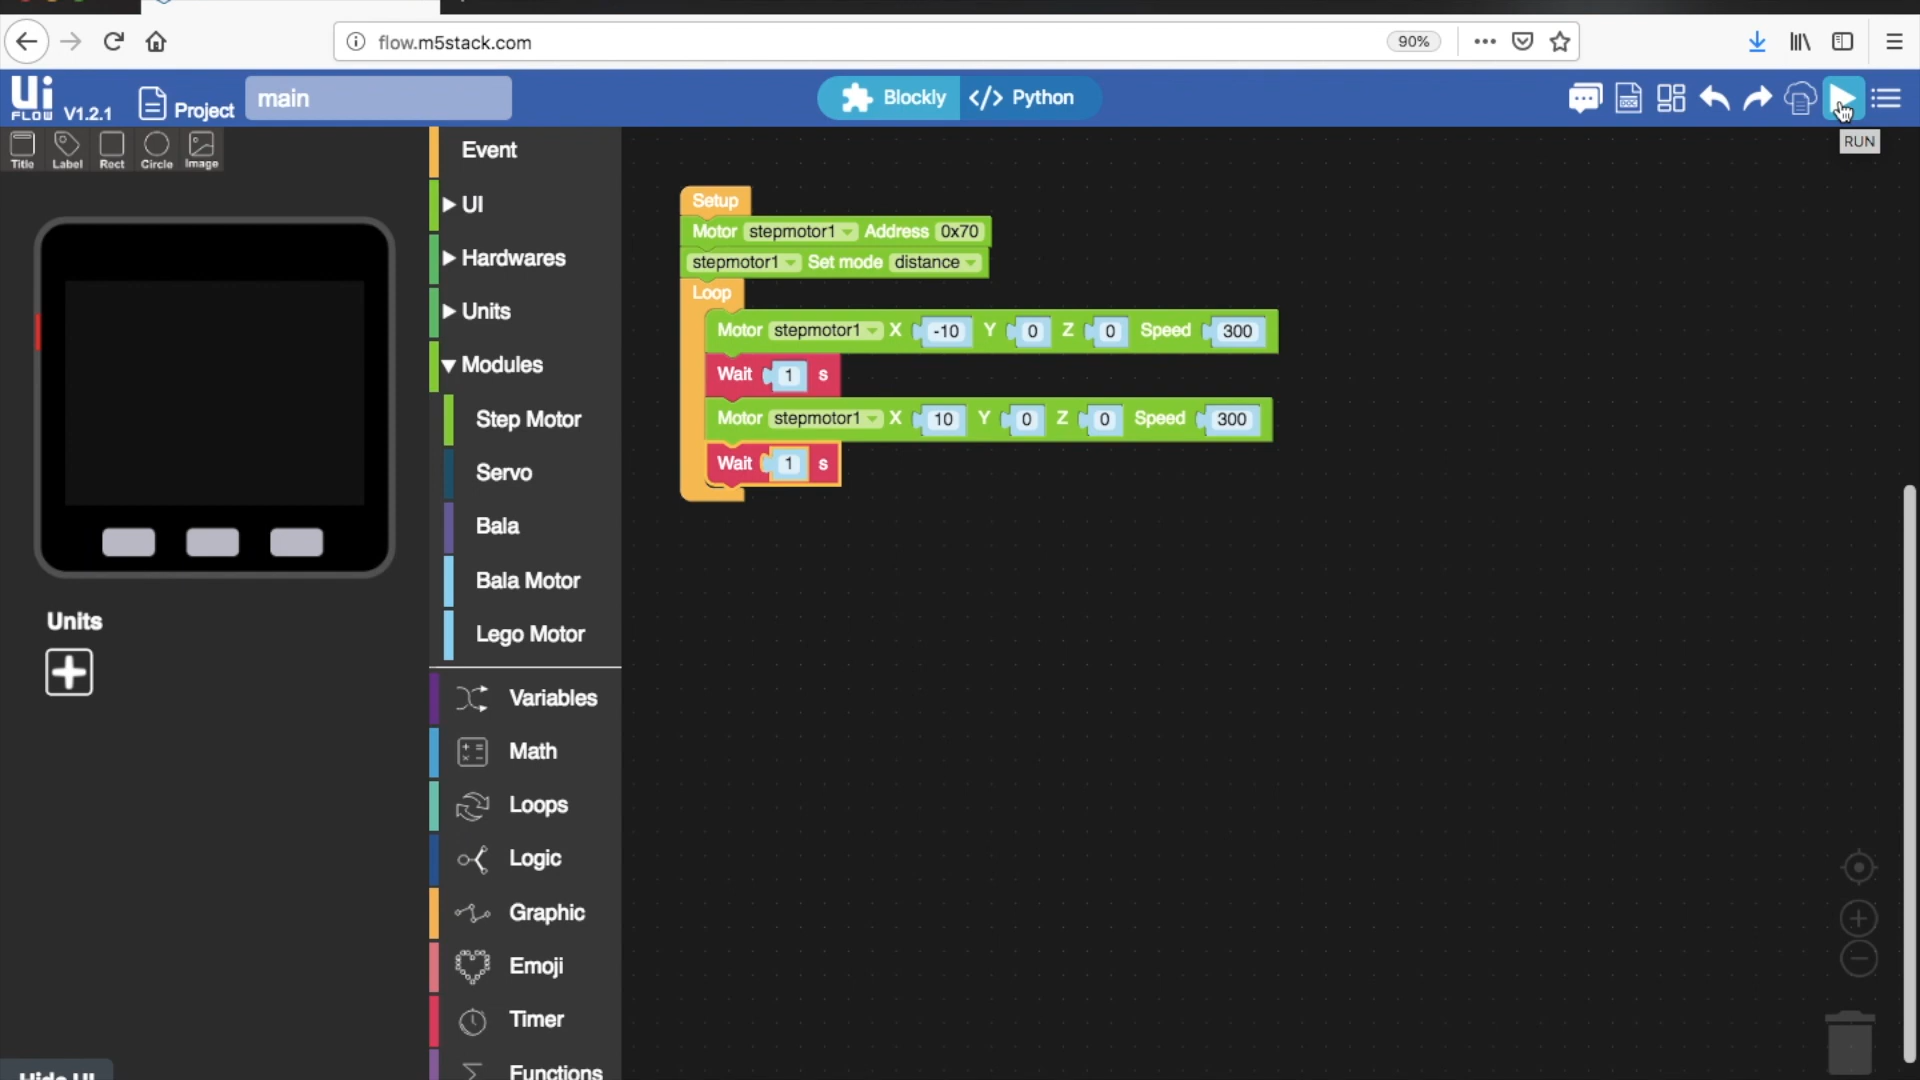 flow.m5stack.com
90%
Ui
FLOW
V1.2.1
Project
main
Blockly
</> Python
RUN
Title
Label
Rect
Circle
Image
Event
UI
Hardwares
Units
Modules
Step Motor
Servo
Bala
Bala Motor
Lego Motor
Variables
Math
Loops
Logic
Graphic
Emoji
Timer
Functions
Units
Setup
Motor stepmotor1 Address 0x70
stepmotor1 Set mode distance
Loop
Motor stepmotor1 X -10 Y 0 Z 0 Speed 300
Wait 1 s
Motor stepmotor1 X 10 Y 0 Z 0 Speed 300
Wait 1 s
Hide UI